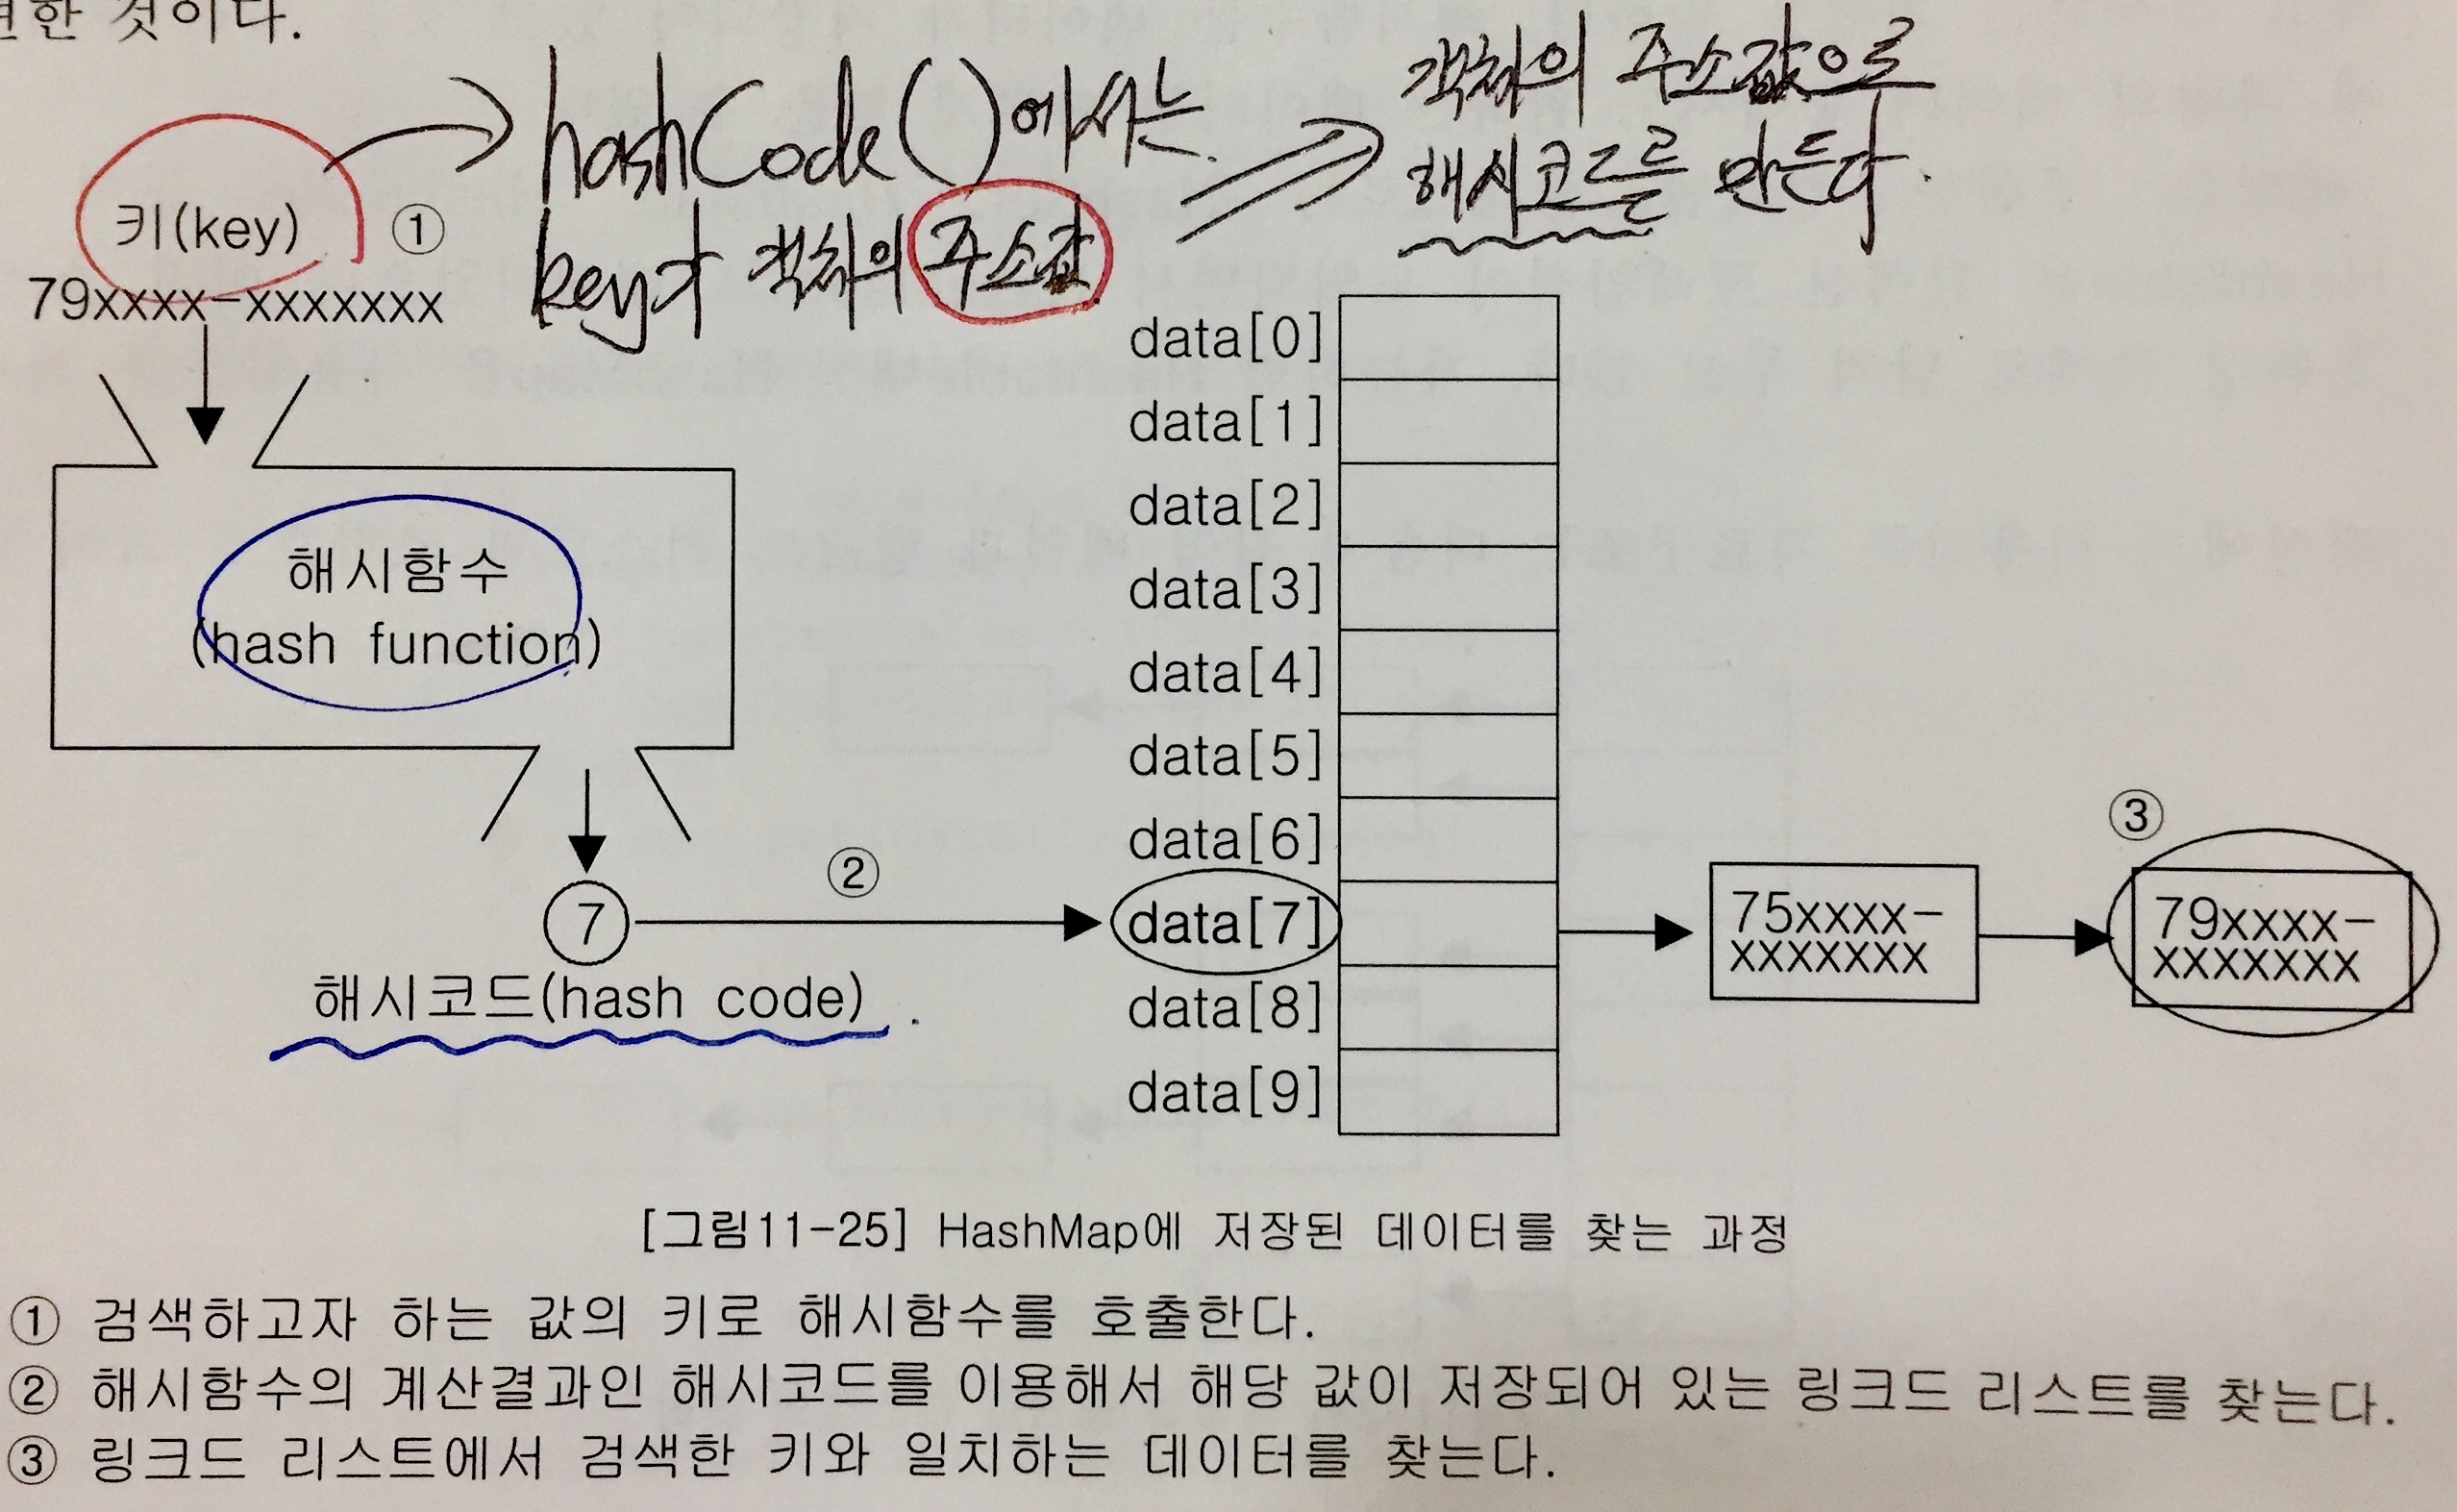 한 것이다.
hashCode()에서는
key가 객체의 주소값
객체의 주소값으로
해시코드를 만든다.
키(key) ①
79xxxx-xxxxxxx
해시함수
(hash function)
7
해시코드(hash code)
②
data[0]
data[1]
data[2]
data[3]
data[4]
data[5]
data[6]
data[7]
data[8]
data[9]
75xxxx-
xxxxxxx
③
79xxxx-
xxxxxxx
[그림11-25] HashMap에 저장된 데이터를 찾는 과정
① 검색하고자 하는 값의 키로 해시함수를 호출한다.
② 해시함수의 계산결과인 해시코드를 이용해서 해당 값이 저장되어 있는 링크드 리스트를 찾는다.
③ 링크드 리스트에서 검색한 키와 일치하는 데이터를 찾는다.